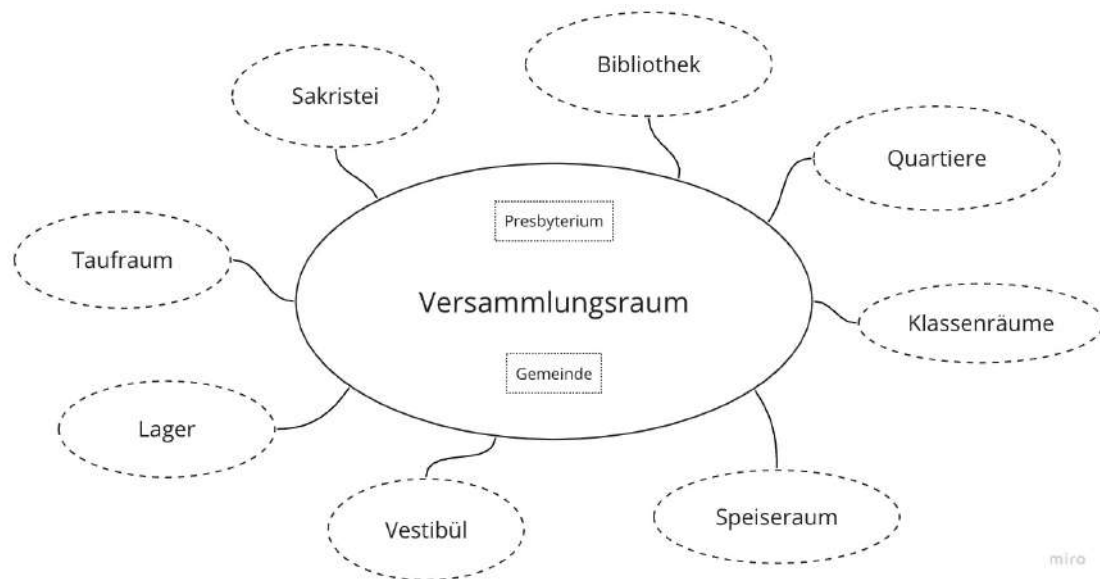 Bibliothek
Sakristei
Quartiere
Presbyterium
Taufraum
Versammlungsraum
Klassenräume
Gemeinde
Lager
Speiseraum
Vestibül
miro